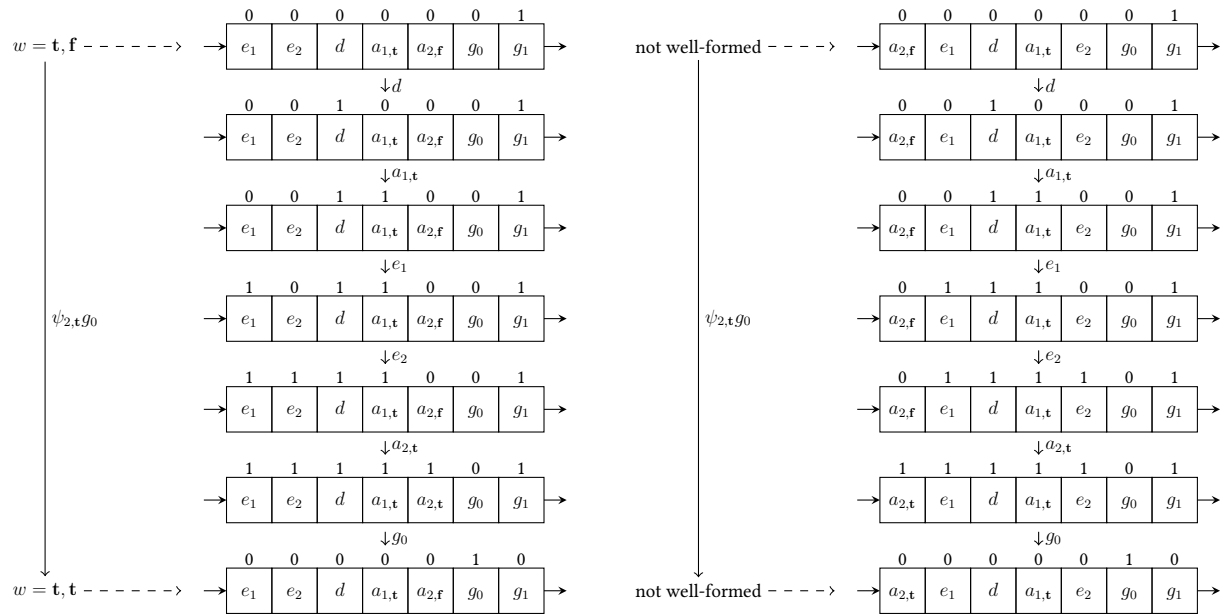 0 0 0 0 0 0 1
w = t, f e₁ e₂ d a₁,t a₂,f g₀ g₁
↓ d
0 0 1 0 0 0 1
e₁ e₂ d a₁,t a₂,f g₀ g₁
↓ a₁,t
0 0 1 1 0 0 1
e₁ e₂ d a₁,t a₂,f g₀ g₁
↓ e₁
1 0 1 1 0 0 1
ψ₂,t g₀ e₁ e₂ d a₁,t a₂,f g₀ g₁
↓ e₂
1 1 1 1 0 0 1
e₁ e₂ d a₁,t a₂,f g₀ g₁
↓ a₂,t
1 1 1 1 1 0 1
e₁ e₂ d a₁,t a₂,t g₀ g₁
↓ g₀
0 0 0 0 0 1 0
w = t, t e₁ e₂ d a₁,t a₂,f g₀ g₁
0 0 0 0 0 0 1
not well-formed a₂,f e₁ d a₁,t e₂ g₀ g₁
↓ d
0 0 1 0 0 0 1
a₂,f e₁ d a₁,t e₂ g₀ g₁
↓ a₁,t
0 0 1 1 0 0 1
a₂,f e₁ d a₁,t e₂ g₀ g₁
↓ e₁
0 1 1 1 0 0 1
ψ₂,t g₀ a₂,f e₁ d a₁,t e₂ g₀ g₁
↓ e₂
0 1 1 1 1 0 1
a₂,f e₁ d a₁,t e₂ g₀ g₁
↓ a₂,t
1 1 1 1 1 0 1
a₂,t e₁ d a₁,t e₂ g₀ g₁
↓ g₀
0 0 0 0 0 1 0
not well-formed a₂,t e₁ d a₁,t e₂ g₀ g₁